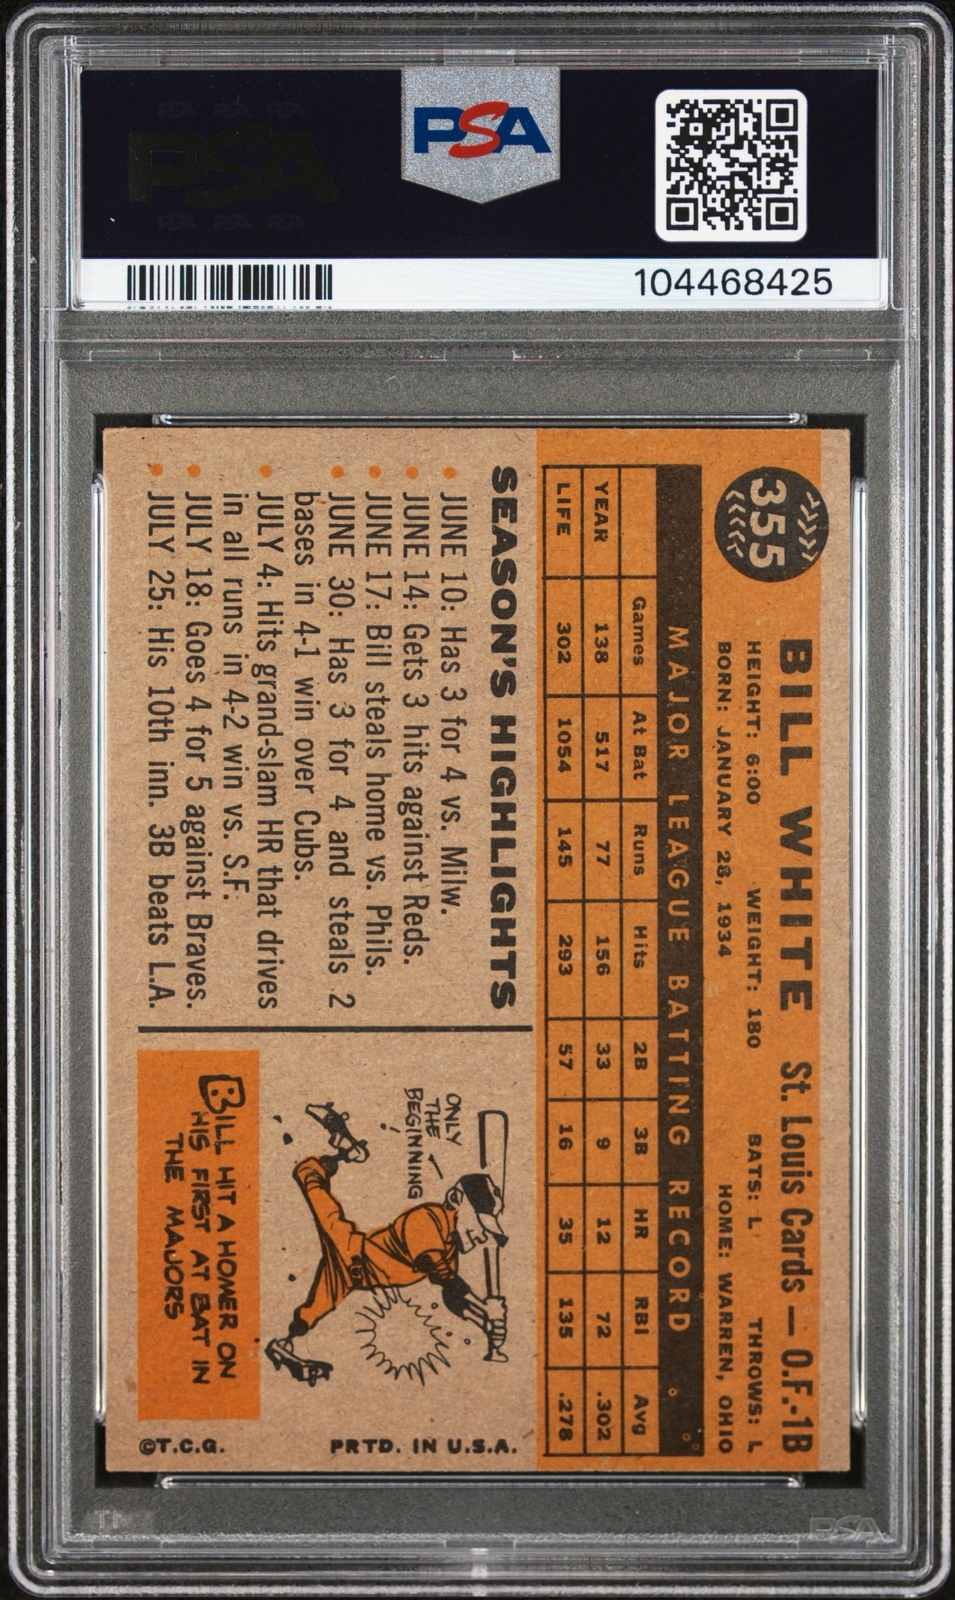 PSA
104468425
355
BILL WHITE St. Louis Cards — O.F.-1B
HEIGHT: 6:00 WEIGHT: 180 BATS: L THROWS: L
BORN: JANUARY 28, 1934 HOME: WARREN, OHIO
MAJOR LEAGUE BATTING RECORD
Games At Bat Runs Hits 2B 3B HR RBI Avg
YEAR 138 517 77 156 33 9 12 72 .302
LIFE 302 1054 145 293 57 16 35 135 .278
SEASON'S HIGHLIGHTS
JUNE 10: Has 3 for 4 vs. Milw.
JUNE 14: Gets 3 hits against Reds.
JUNE 17: Bill steals home vs. Phils.
JUNE 30: Has 3 for 4 and steals 2
bases in 4-1 win over Cubs.
JULY 4: Hits grand-slam HR that drives
in all runs in 4-2 win vs. S.F.
JULY 18: Goes 4 for 5 against Braves.
JULY 25: His 10th inn. 3B beats L.A.
ONLY
THE
BEGINNING!
BILL HIT A HOMER ON
HIS FIRST AT BAT IN
THE MAJORS
©T.C.G. PRTD. IN U.S.A.
PSA